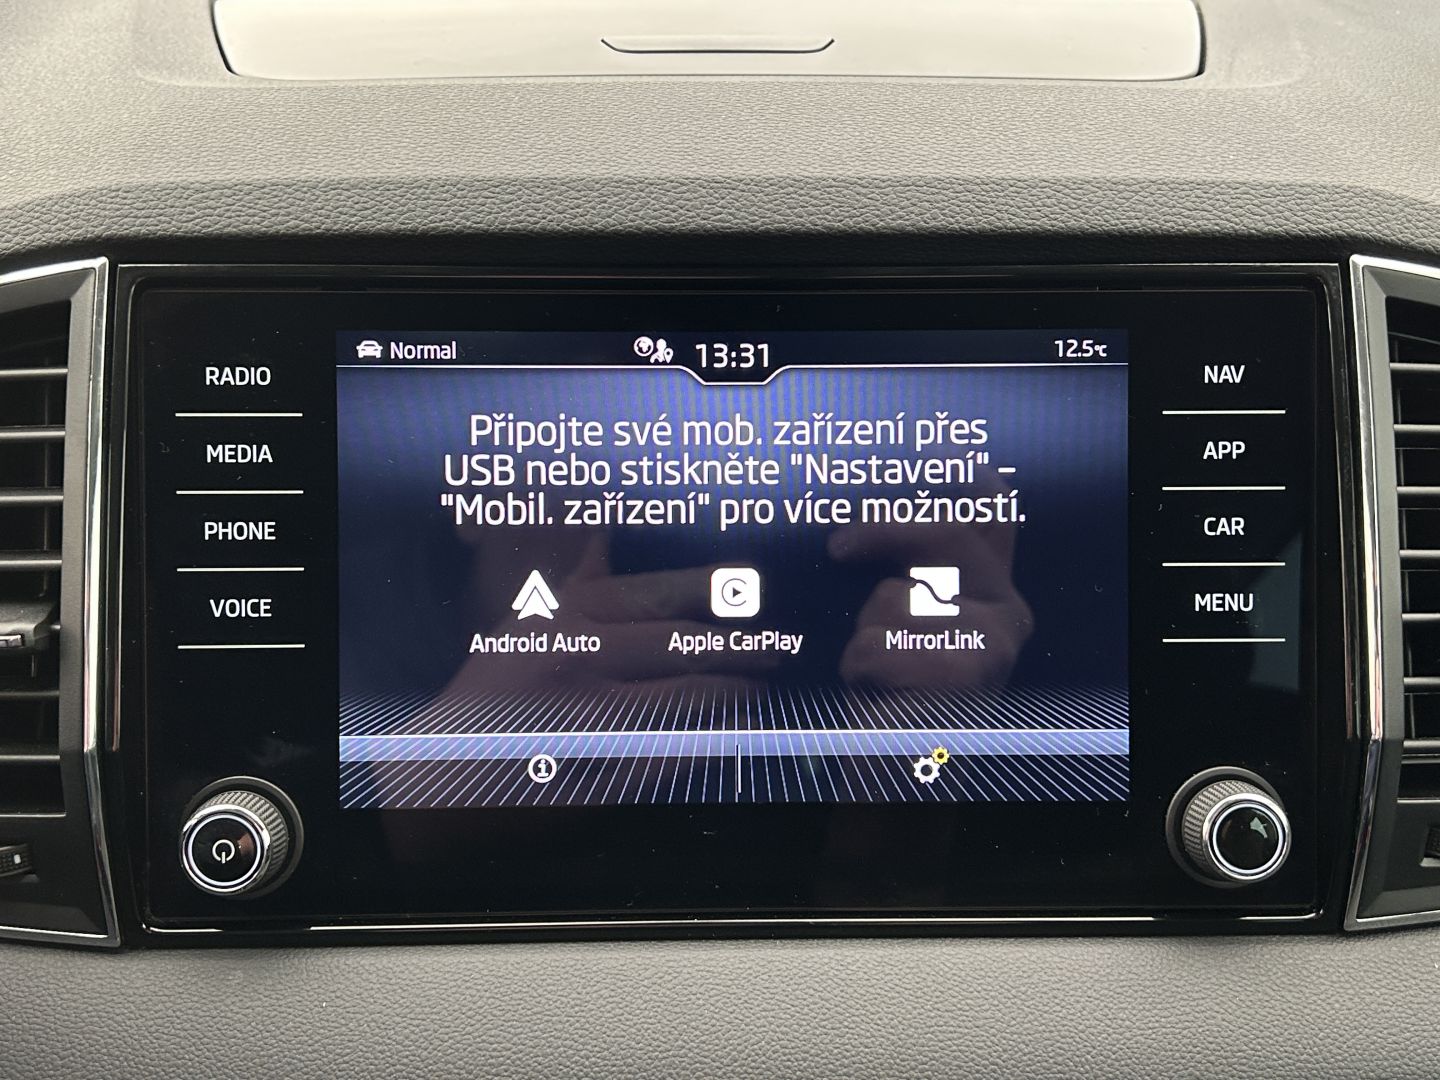 Normal
13:31
12.5°C
RADIO
MEDIA
PHONE
VOICE
Připojte své mob. zařízení přes
USB nebo stiskněte "Nastavení" –
"Mobil. zařízení" pro více možností.
Android Auto
Apple CarPlay
MirrorLink
NAV
APP
CAR
MENU